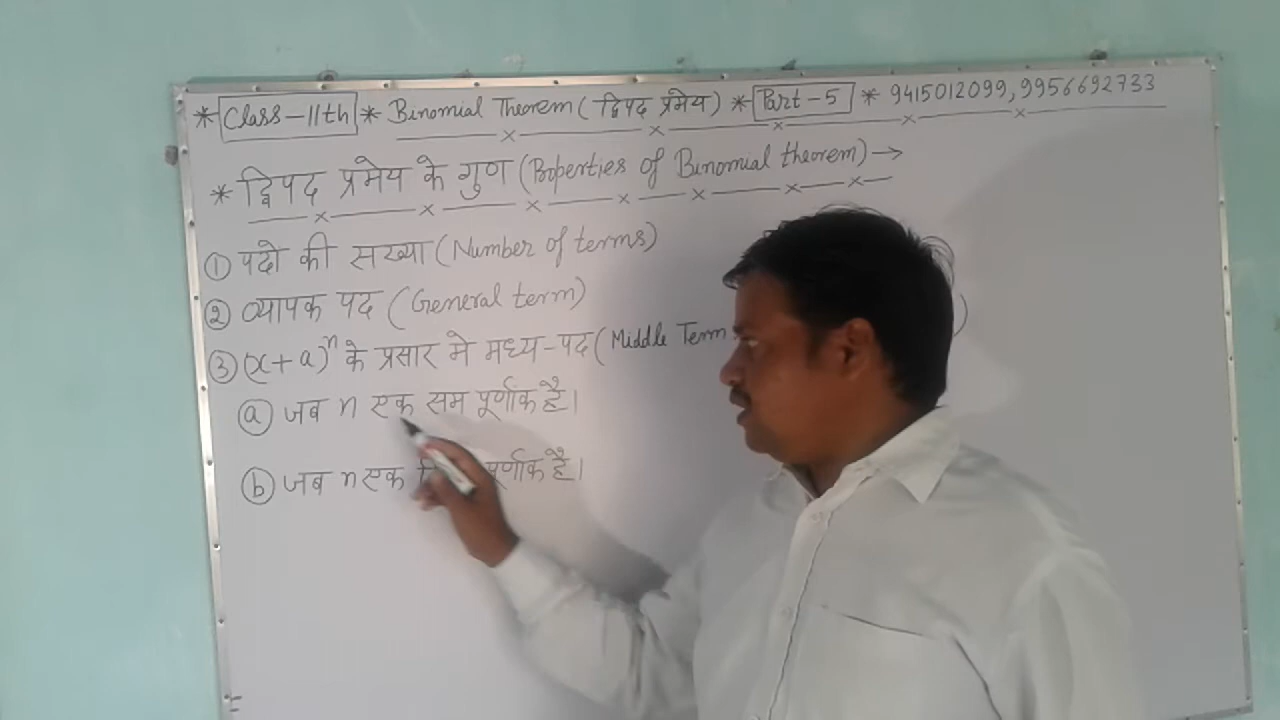 * Class-11th * Binomial Theorem (द्विपद प्रमेय) * Part-5 * 9415012099, 9956692733
* द्विपद प्रमेय के गुण (Properties of Binomial theorem) →
① पदो की सख्या (Number of terms)
② व्यापक पद (General term)
③ (x+a)ⁿ के प्रसार मे मध्य-पद (Middle Term )
ⓐ जब n एक सम पूर्णाक है।
ⓑ जब n एक पूर्णाक है।